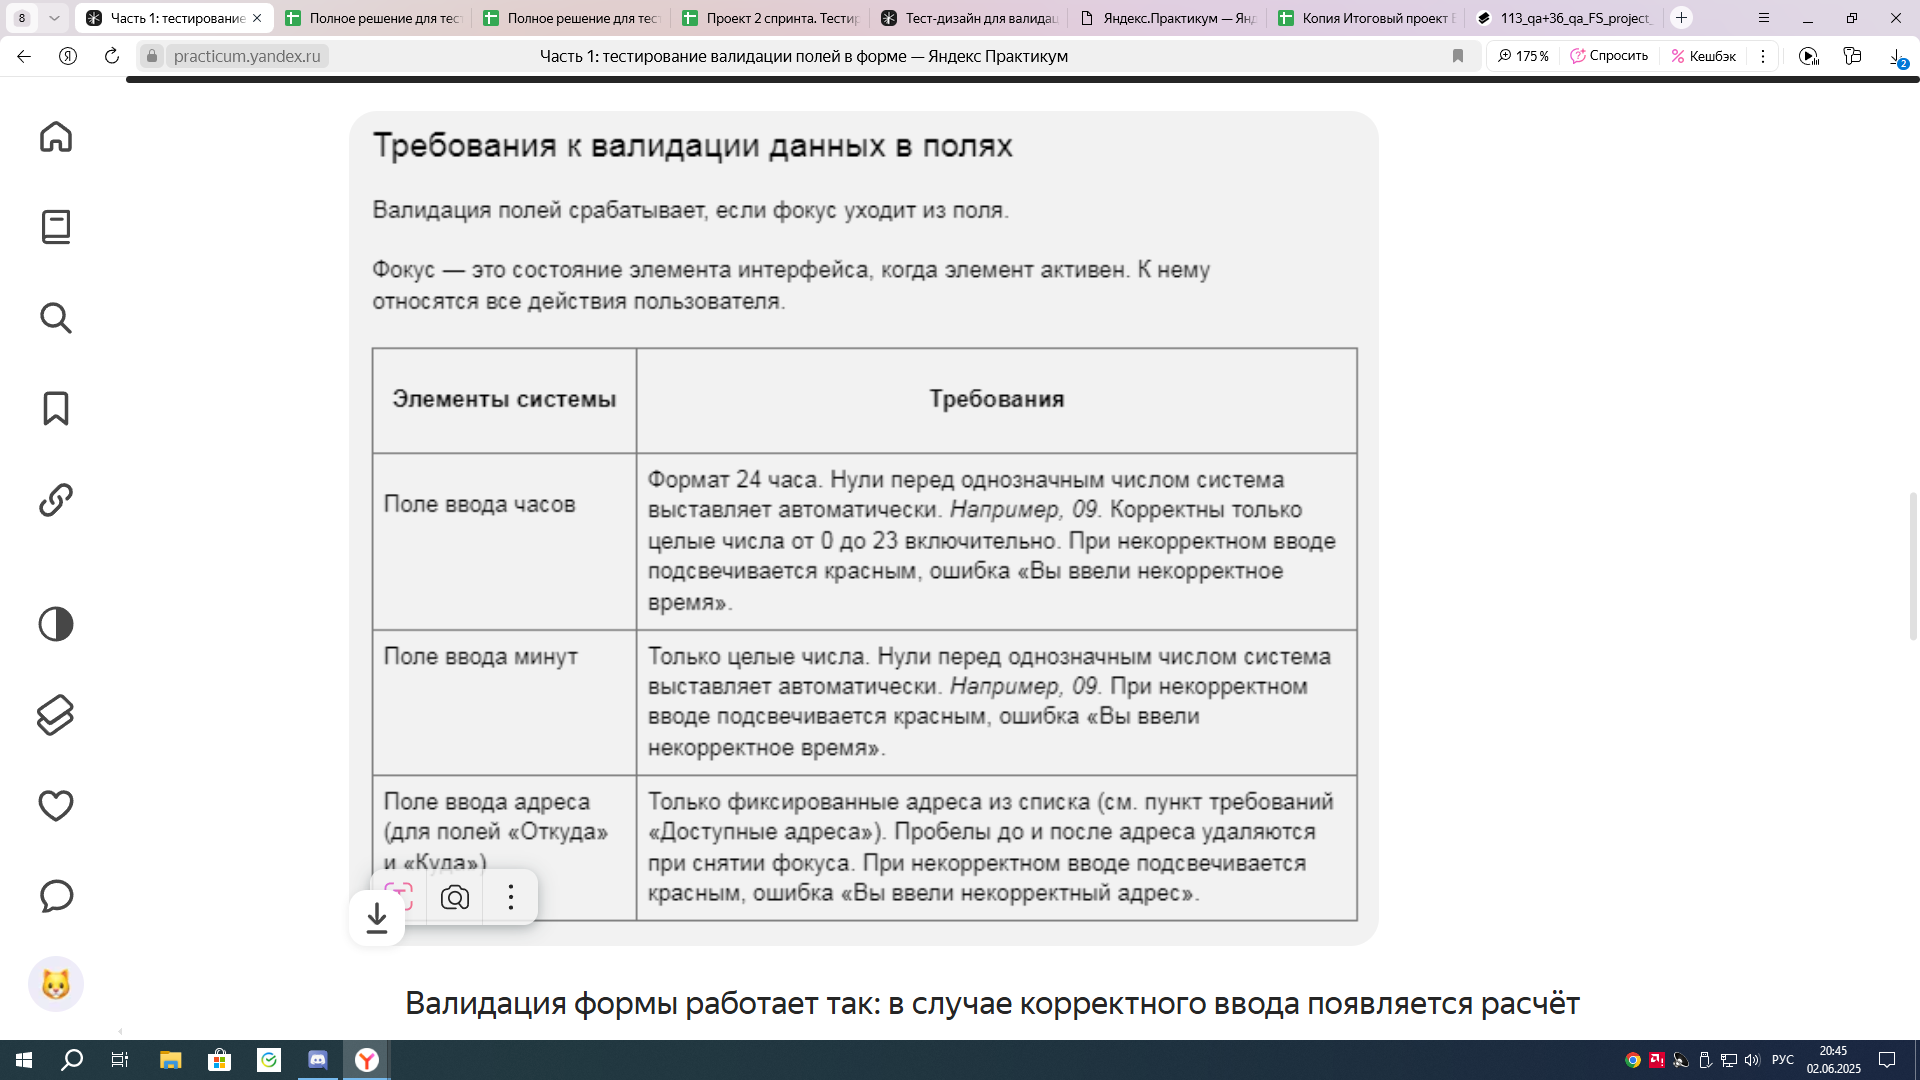 8
Часть 1: тестирование
Полное решение для тес
Полное решение для тес
Проект 2 спринта. Тестир
Тест-дизайн для валидац
Яндекс.Практикум — Янд
Копия Итоговый проект Б
113_qa+36_qa_FS_project_
practicum.yandex.ru
Часть 1: тестирование валидации полей в форме — Яндекс Практикум
175 %
Спросить
Кешбэк
2
Требования к валидации данных в полях
Валидация полей срабатывает, если фокус уходит из поля.
Фокус — это состояние элемента интерфейса, когда элемент активен. К нему
относятся все действия пользователя.
Элементы системы
Требования
Поле ввода часов
Формат 24 часа. Нули перед однозначным числом система
выставляет автоматически. Например, 09. Корректны только
целые числа от 0 до 23 включительно. При некорректном вводе
подсвечивается красным, ошибка «Вы ввели некорректное
время».
Поле ввода минут
Только целые числа. Нули перед однозначным числом система
выставляет автоматически. Например, 09. При некорректном
вводе подсвечивается красным, ошибка «Вы ввели
некорректное время».
Поле ввода адреса
(для полей «Откуда»
и «Куда»)
Только фиксированные адреса из списка (см. пункт требований
«Доступные адреса»). Пробелы до и после адреса удаляются
при снятии фокуса. При некорректном вводе подсвечивается
красным, ошибка «Вы ввели некорректный адрес».
Валидация формы работает так: в случае корректного ввода появляется расчёт
РУС
20:45
02.06.2025